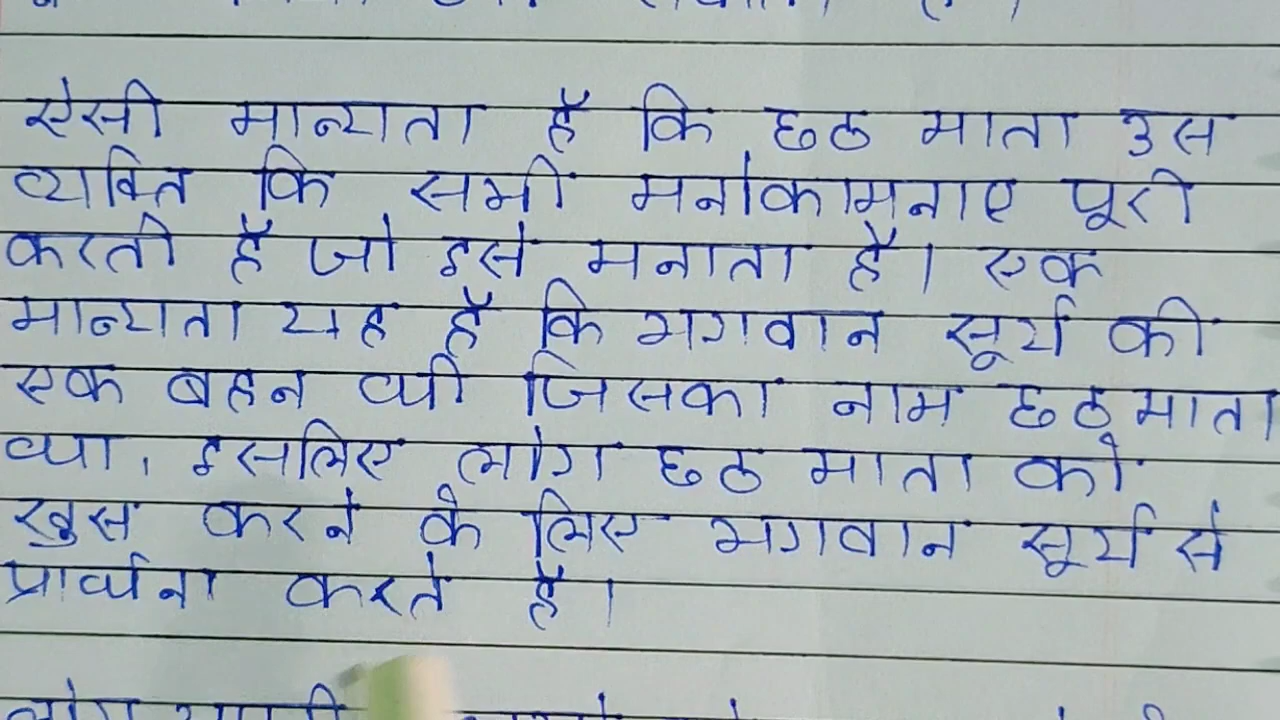 ऐसी मान्यता है कि छठ माता उस
व्यक्ति कि सभी मनोकामनाए पूरी
करती है जो इसे मनाता है। एक
मान्यता यह है कि भगवान सूर्य की
एक बहन थी जिसका नाम छठ माता
था, इसलिए लोग छठ माता को
खुस करने के लिए भगवान सूर्य से
प्रार्थना करते है।